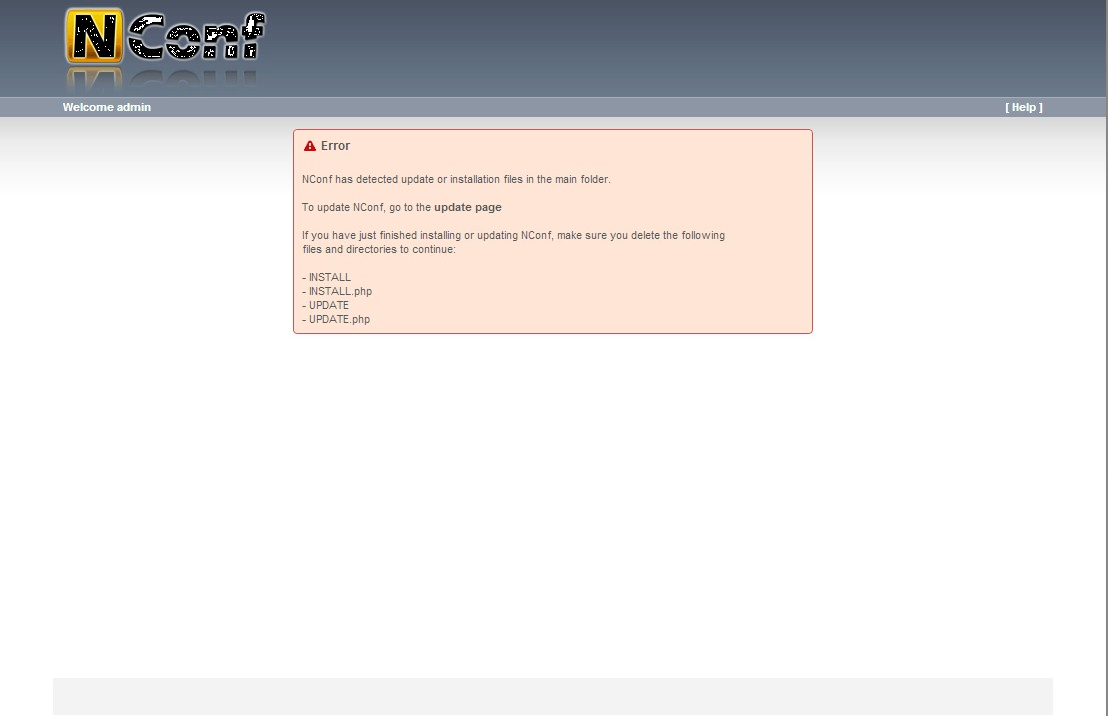 NConf
Welcome admin
[ Help ]
Error
NConf has detected update or installation files in the main folder.
To update NConf, go to the update page
If you have just finished installing or updating NConf, make sure you delete the following
files and directories to continue:
- INSTALL
- INSTALL.php
- UPDATE
- UPDATE.php